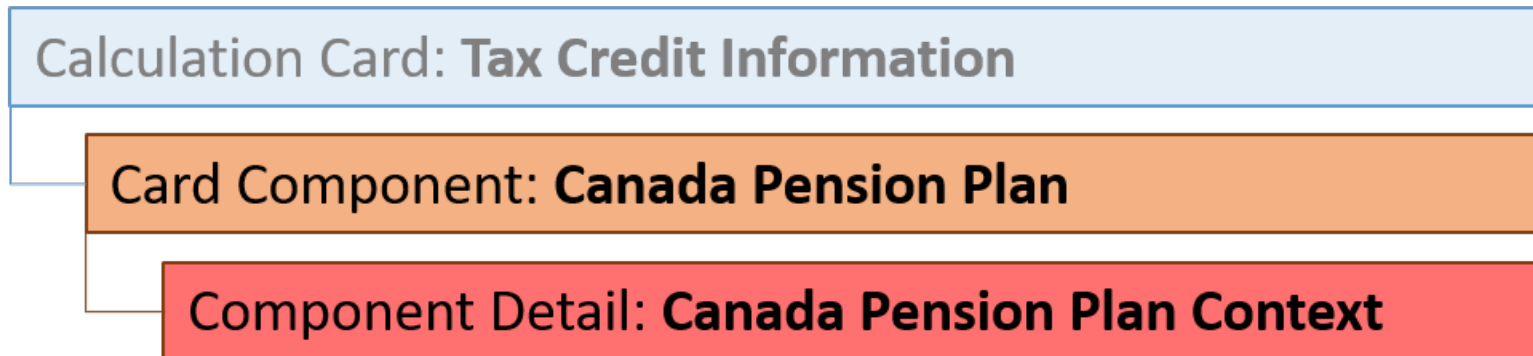 Calculation Card: Tax Credit Information
Card Component: Canada Pension Plan
Component Detail: Canada Pension Plan Context